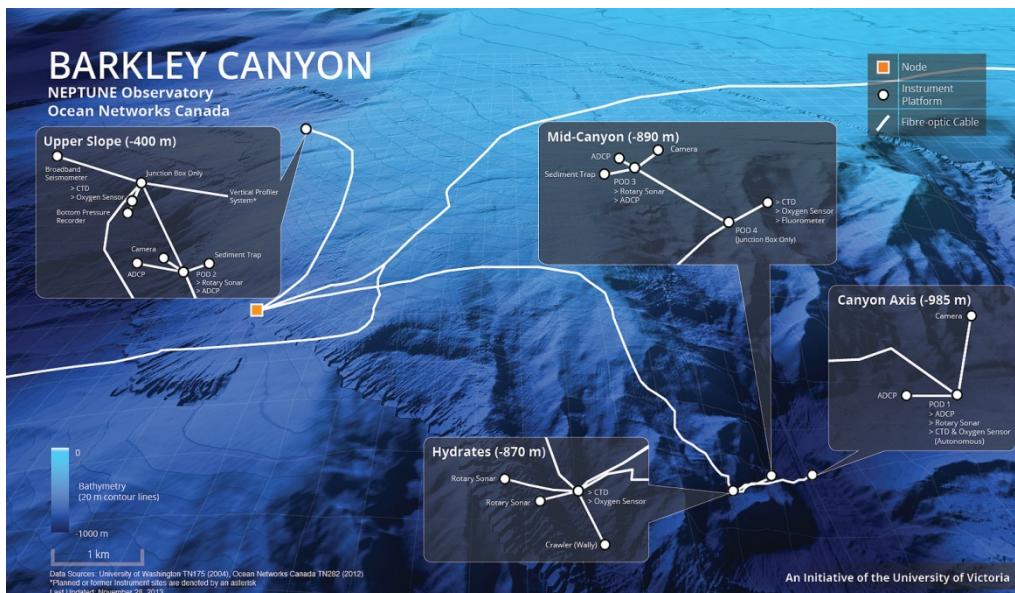 BARKLEY CANYON
NEPTUNE Observatory
Ocean Networks Canada
Node
Instrument
Platform
Fibre-optic Cable
Upper Slope (-400 m)
Broadband
Seismometer
Junction Box Only
> CTD
> Oxygen Sensor
Bottom Pressure
Recorder
Vertical Profiler
System*
Camera
Sediment Trap
ADCP
POD 2
> Rotary Sonar
> ADCP
Mid-Canyon (-890 m)
ADCP
Camera
Sediment Trap
POD 3
> Rotary Sonar
> ADCP
> CTD
> Oxygen Sensor
> Fluorometer
POD 4
(Junction Box Only)
Canyon Axis (-985 m)
Camera
ADCP
POD 1
> ADCP
> Rotary Sonar
> CTD & Oxygen Sensor
(Autonomous)
Hydrates (-870 m)
Rotary Sonar
Rotary Sonar
> CTD
> Oxygen Sensor
Crawler (Wally)
0
Bathymetry
(20 m contour lines)
-1000 m
1 km
Data Sources: University of Washington TN175 (2004), Ocean Networks Canada TN282 (2012)
*Planned or former Instrument sites are denoted by an asterisk
Last Updated: November 28, 2013
An Initiative of the University of Victoria